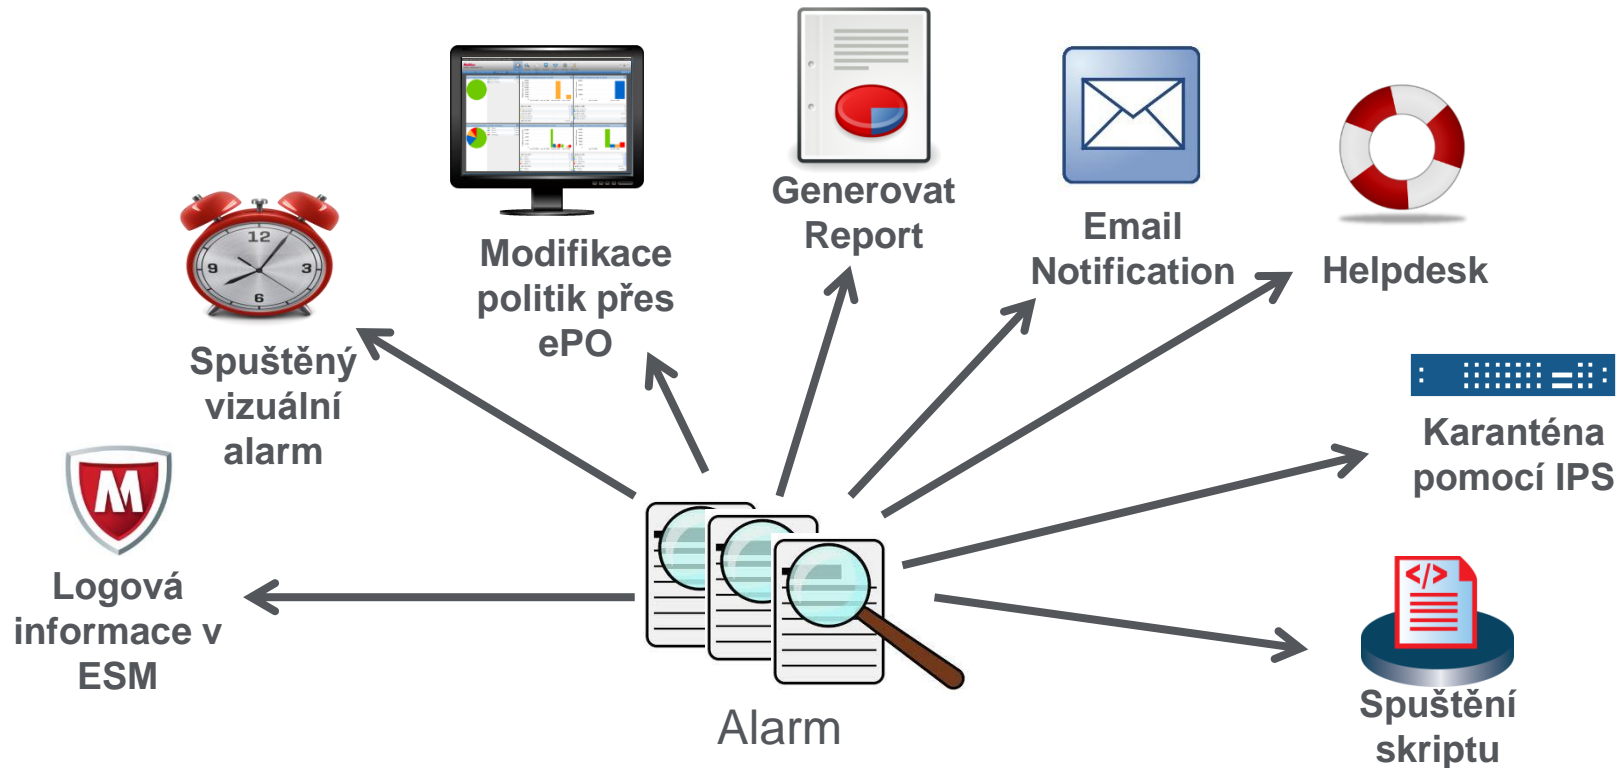 Generovat
Report
Email
Notification
Helpdesk
Modifikace
politik přes
ePO
12
3
6
9
Spuštěný
vizuální
alarm
Karanténa
pomocí IPS
M
Logová
informace v
ESM
</>
Spuštění
skriptu
Alarm